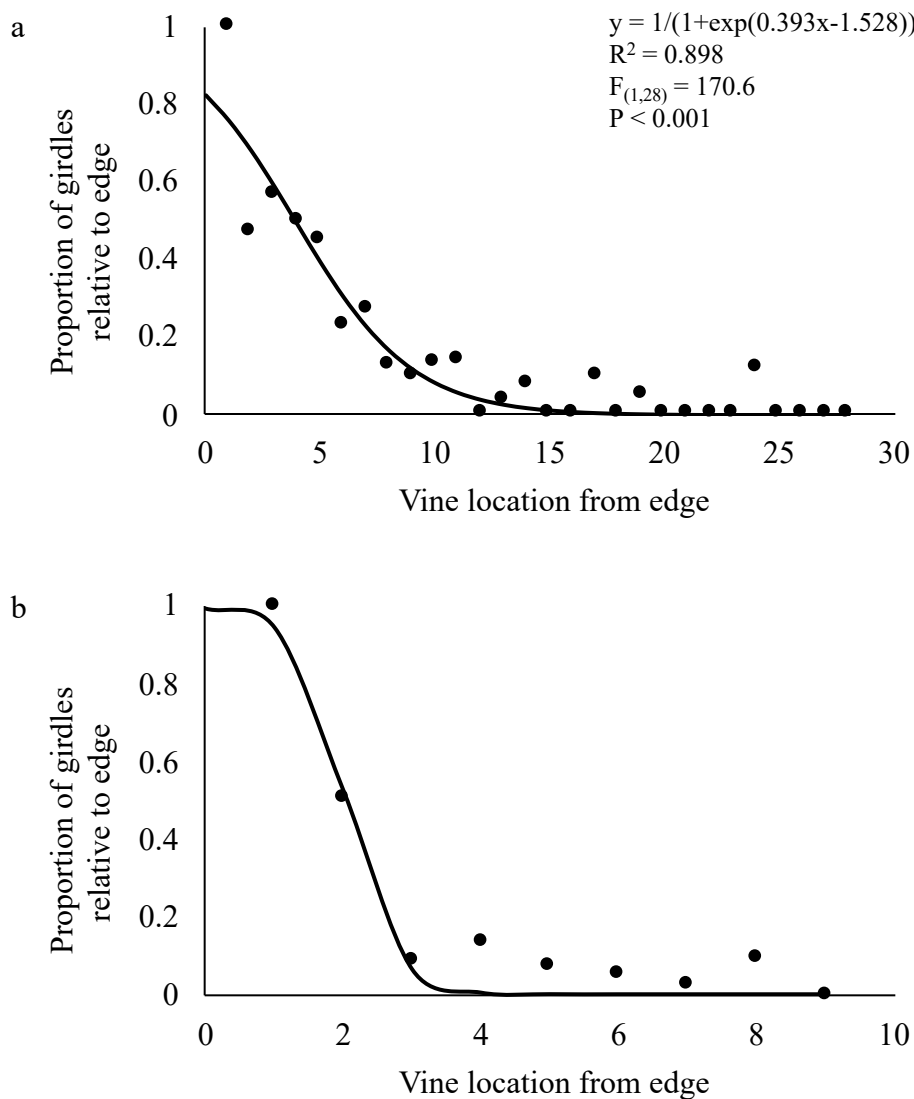 a
y = 1/(1+exp(0.393x-1.528))
R² = 0.898
F(1,28) = 170.6
P < 0.001
Proportion of girdles
relative to edge
1
0.8
0.6
0.4
0.2
0
0 5 10 15 20 25 30
Vine location from edge
b
Proportion of girdles
relative to edge
1
0.8
0.6
0.4
0.2
0
0 2 4 6 8 10
Vine location from edge